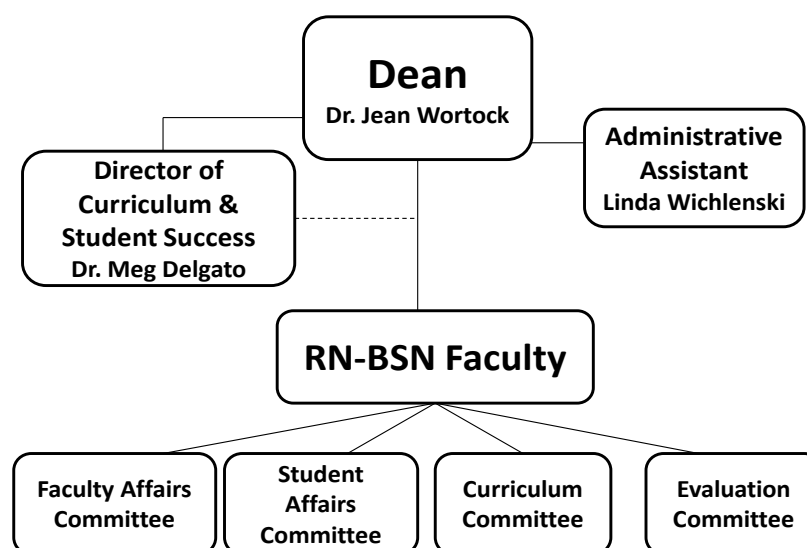 Dean
Dr. Jean Wortock
Administrative
Assistant
Linda Wichlenski
Director of
Curriculum &
Student Success
Dr. Meg Delgato
RN-BSN Faculty
Faculty Affairs
Committee
Student
Affairs
Committee
Curriculum
Committee
Evaluation
Committee